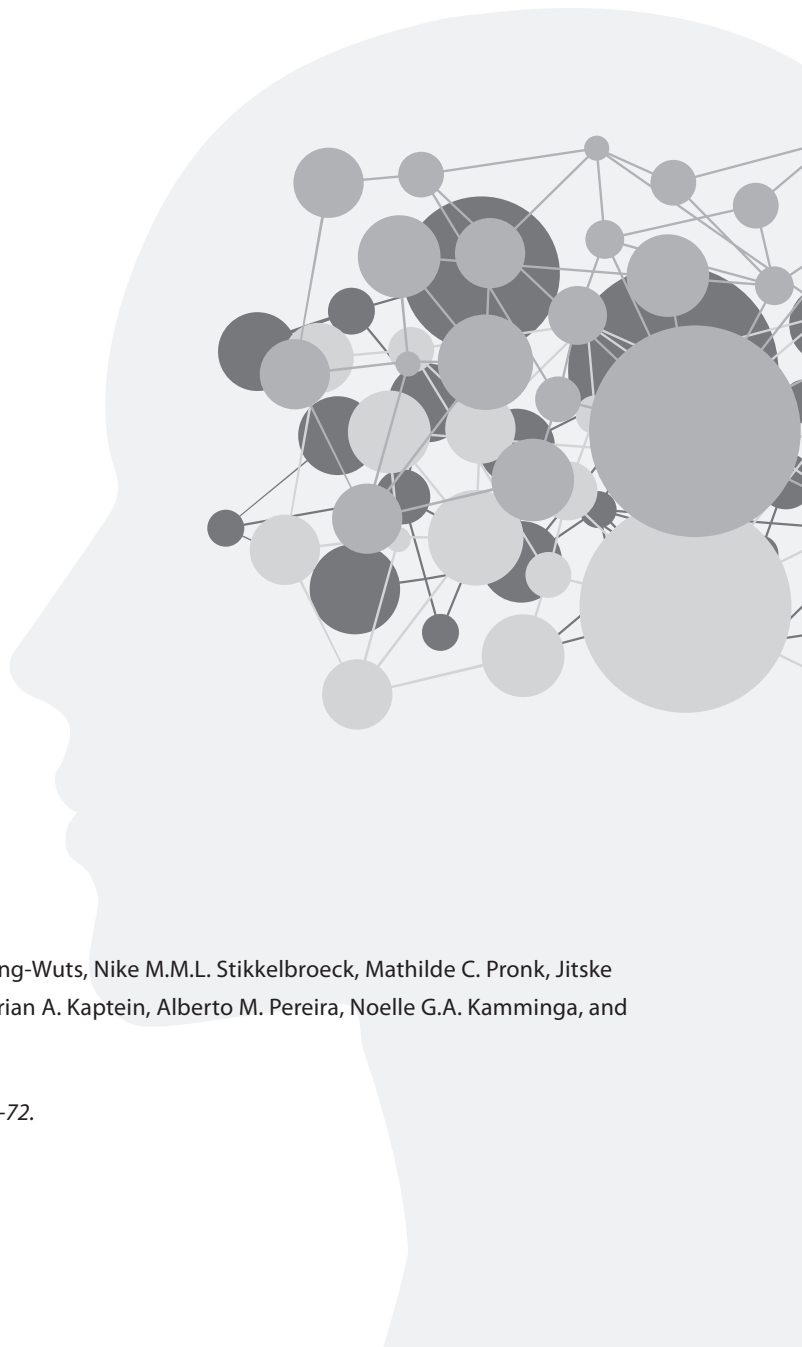 ng-Wuts, Nike M.M.L. Stikkelbroeck, Mathilde C. Pronk, Jitske
rian A. Kaptein, Alberto M. Pereira, Noelle G.A. Kamminga, and
-72.